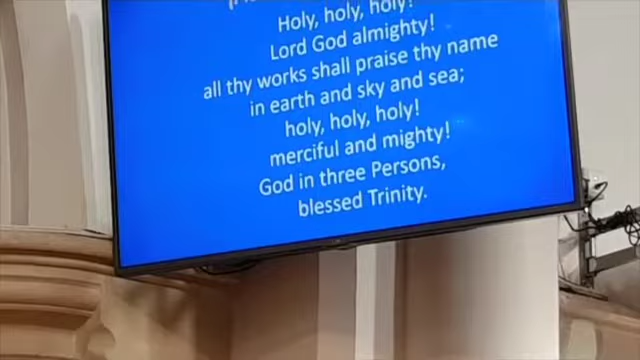 Holy, holy, holy!
Lord God almighty!
all thy works shall praise thy name
in earth and sky and sea;
holy, holy, holy!
merciful and mighty!
God in three Persons,
blessed Trinity.